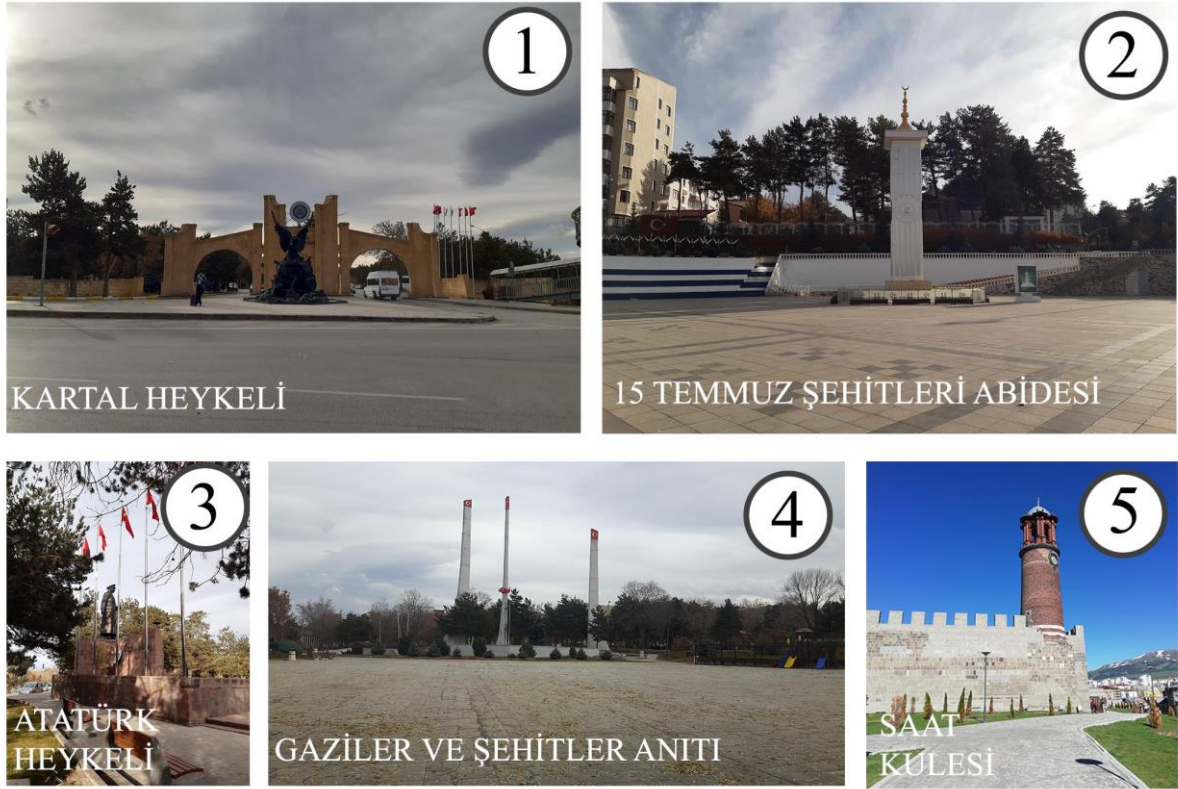 1
KARTAL HEYKELİ
2
15 TEMMUZ ŞEHİTLERİ ABİDESİ
3
ATATÜRK
HEYKELİ
4
GAZİLER VE ŞEHİTLER ANITI
5
SAAT
KULESİ